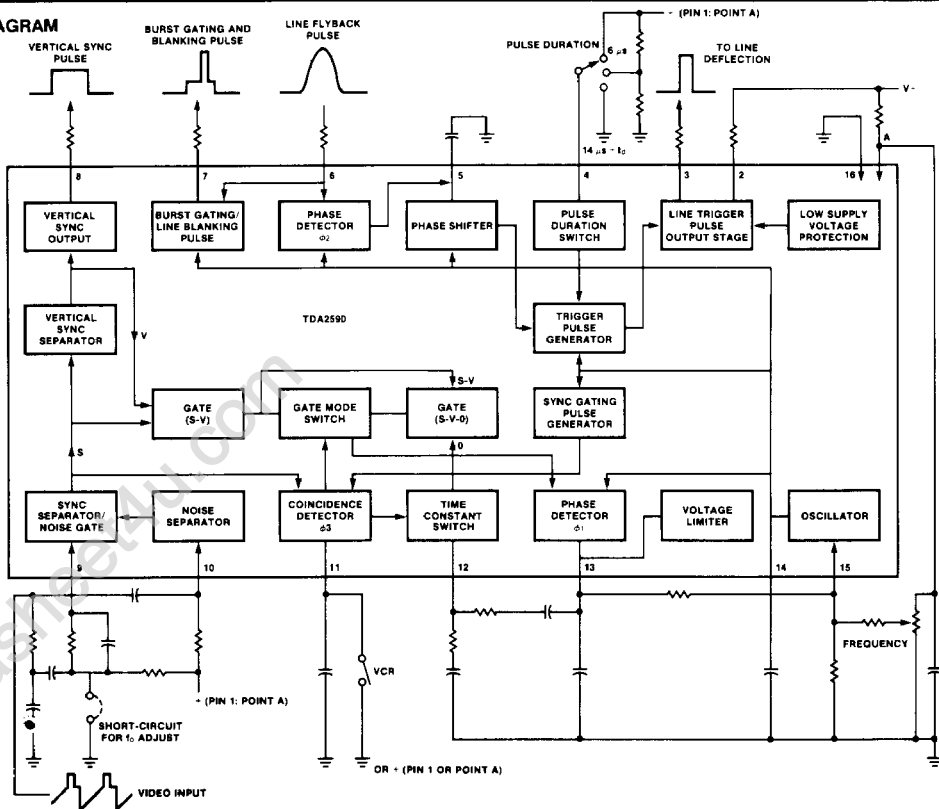 AGRAM
VERTICAL SYNC
PULSE
BURST GATING AND
BLANKING PULSE
LINE FLYBACK
PULSE
PULSE DURATION
6 µs
- (PIN 1: POINT A)
TO LINE
DEFLECTION
V-
A
14 µs + t₀
8
7
6
5
4
3
2
16
VERTICAL
SYNC
OUTPUT
BURST GATING/
LINE BLANKING
PULSE
PHASE
DETECTOR
φ2
PHASE SHIFTER
PULSE
DURATION
SWITCH
LINE TRIGGER
PULSE
OUTPUT STAGE
LOW SUPPLY
VOLTAGE
PROTECTION
VERTICAL
SYNC
SEPARATOR
V
TDA2590
TRIGGER
PULSE
GENERATOR
GATE
(S-V)
GATE MODE
SWITCH
S-V
GATE
(S-V-0)
SYNC GATING
PULSE
GENERATOR
S
0
SYNC
SEPARATOR/
NOISE GATE
NOISE
SEPARATOR
COINCIDENCE
DETECTOR
φ3
TIME
CONSTANT
SWITCH
PHASE
DETECTOR
φ1
VOLTAGE
LIMITER
OSCILLATOR
9
10
11
12
13
14
15
VCR
FREQUENCY
+ (PIN 1: POINT A)
SHORT-CIRCUIT
FOR f₀ ADJUST
OR + (PIN 1 OR POINT A)
VIDEO INPUT
asheet4u.com